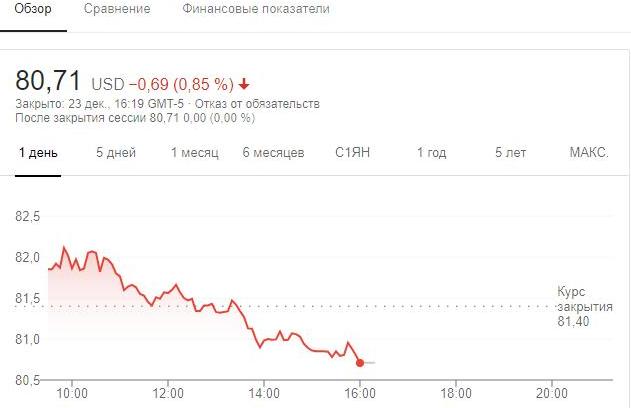 Обзор Сравнение Финансовые показатели
80,71 USD −0,69 (0,85 %)
Закрыто: 23 дек., 16:19 GMT-5 · Отказ от обязательств
После закрытия сессии 80,71 0,00 (0,00 %)
1 день 5 дней 1 месяц 6 месяцев С1ЯН 1 год 5 лет МАКС.
82,5
82,0
81,5
81,0
80,5
Курс
закрытия
81,40
10:00 12:00 14:00 16:00 18:00 20:00